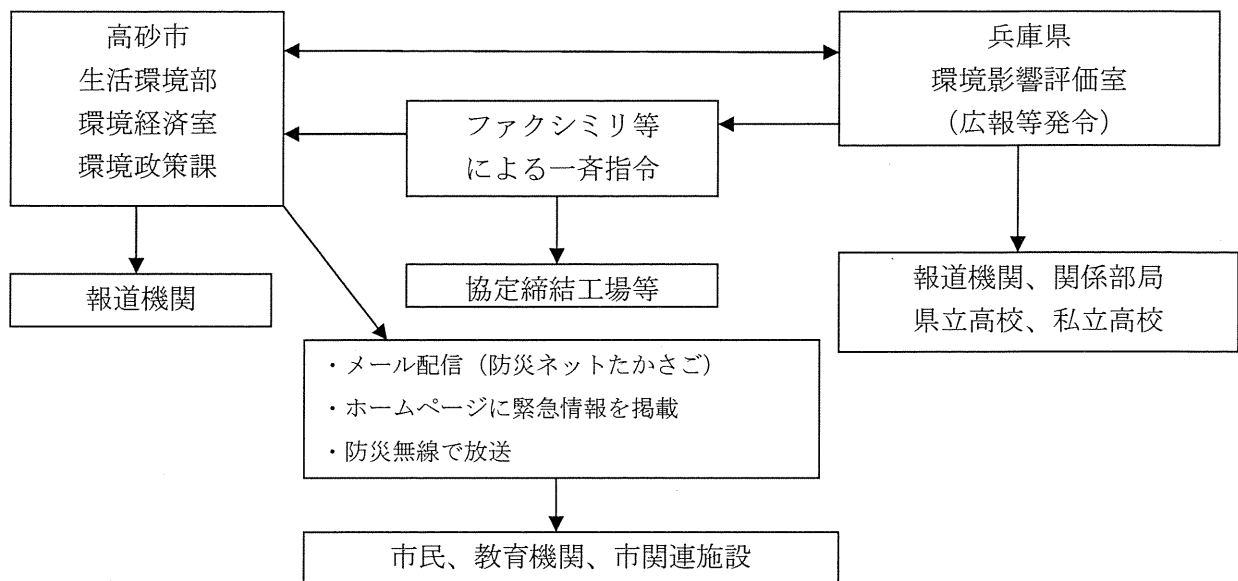 高砂市
生活環境部
環境経済室
環境政策課
兵庫県
環境影響評価室
（広報等発令）
ファクシミリ等
による一斉指令
報道機関
協定締結工場等
報道機関、関係部局
県立高校、私立高校
・メール配信（防災ネットたかさご）
・ホームページに緊急情報を掲載
・防災無線で放送
市民、教育機関、市関連施設